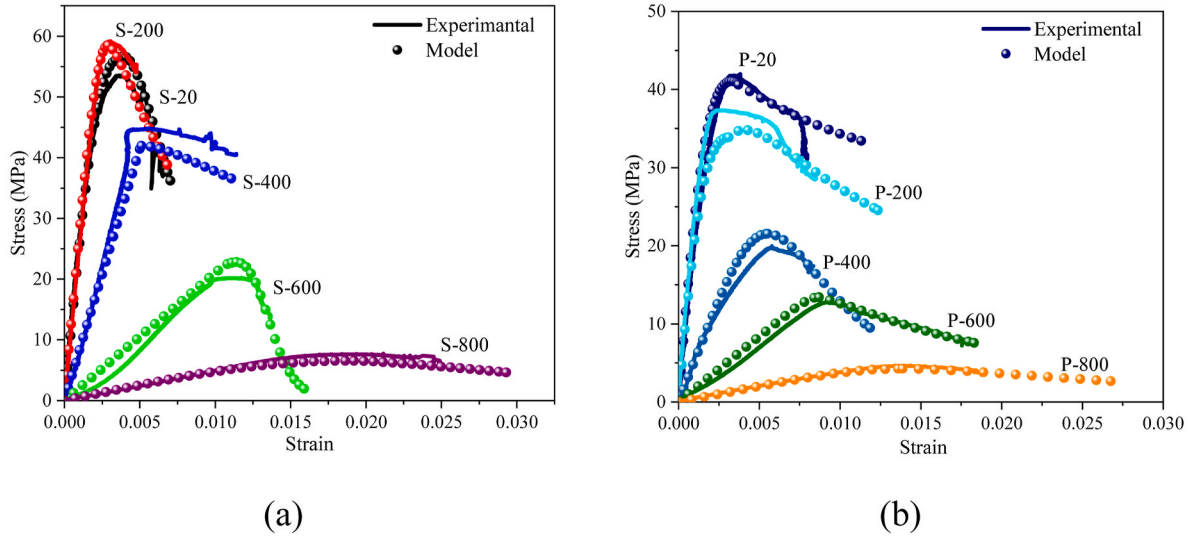 Experimantal
Model
S-200
S-20
S-400
S-600
S-800
60
50
40
30
20
10
0
Stress (MPa)
0.000 0.005 0.010 0.015 0.020 0.025 0.030
Strain
(a)
Experimental
Model
P-20
P-200
P-400
P-600
P-800
50
40
30
20
10
0
Stress (MPa)
0.000 0.005 0.010 0.015 0.020 0.025 0.030
Strain
(b)